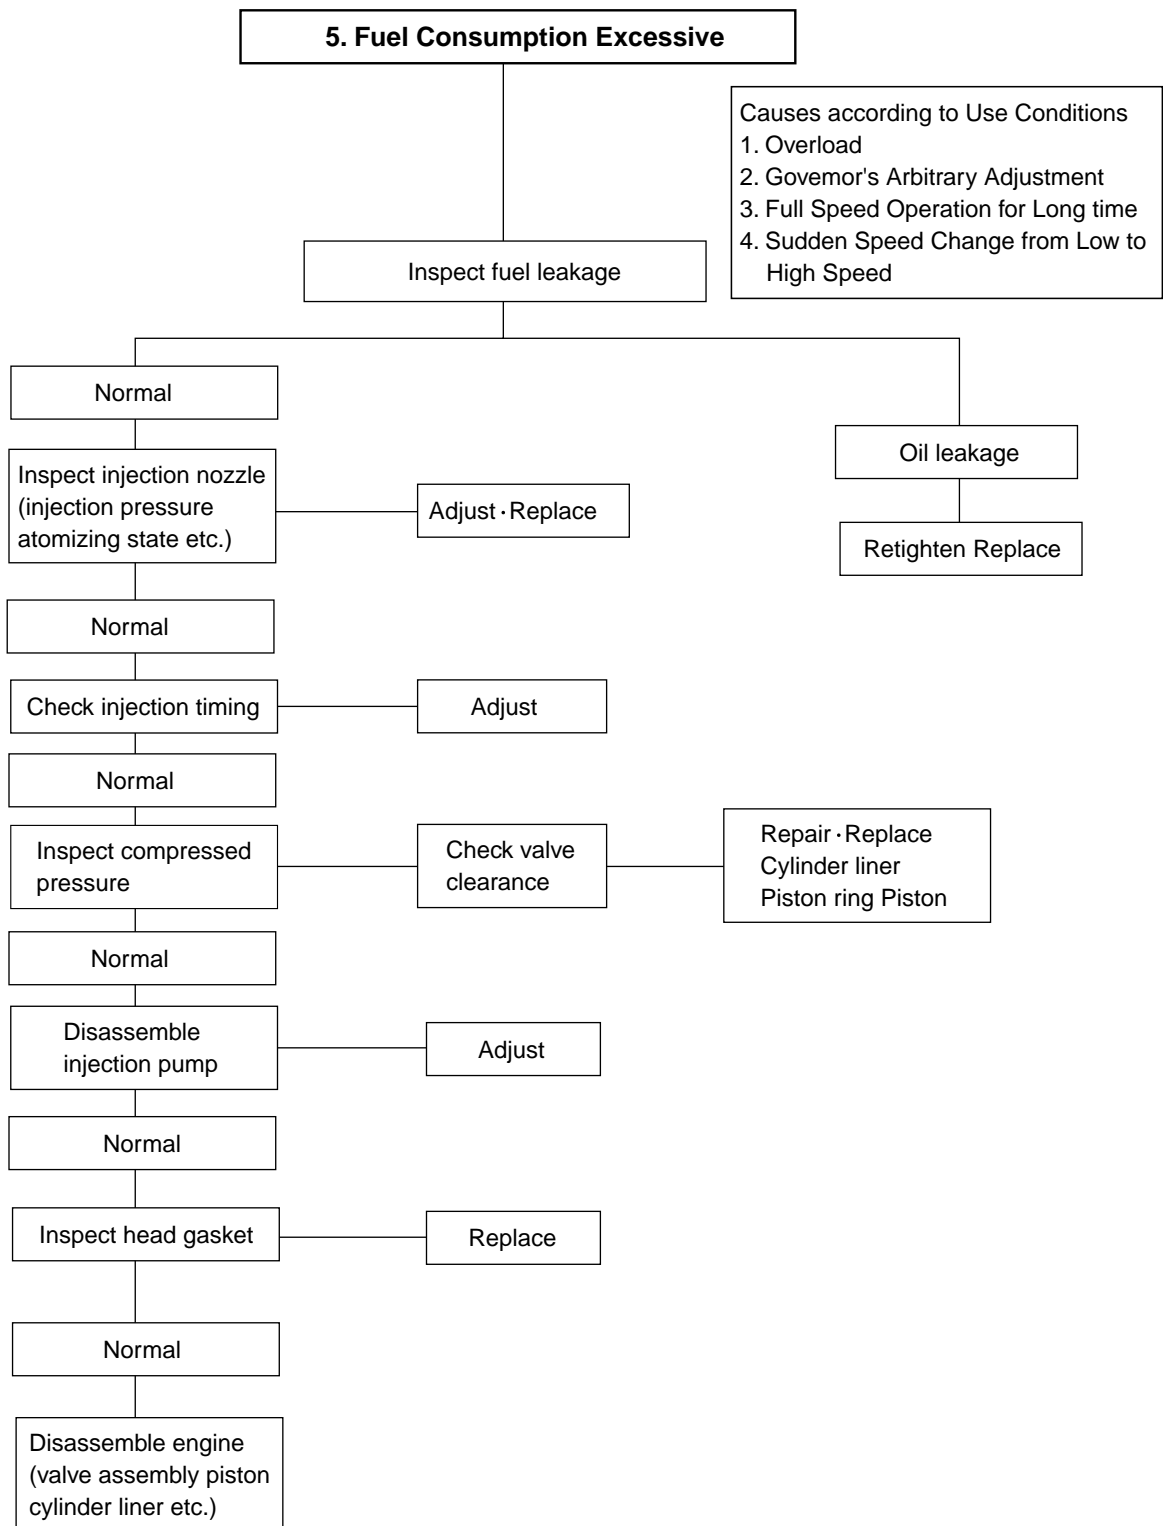 5. Fuel Consumption Excessive
Causes according to Use Conditions
1. Overload
2. Govemor's Arbitrary Adjustment
3. Full Speed Operation for Long time
4. Sudden Speed Change from Low to
High Speed
Inspect fuel leakage
Normal
Oil leakage
Inspect injection nozzle
(injection pressure
atomizing state etc.)
Adjust · Replace
Retighten Replace
Normal
Check injection timing
Adjust
Normal
Inspect compressed
pressure
Check valve
clearance
Repair · Replace
Cylinder liner
Piston ring Piston
Normal
Disassemble
injection pump
Adjust
Normal
Inspect head gasket
Replace
Normal
Disassemble engine
(valve assembly piston
cylinder liner etc.)